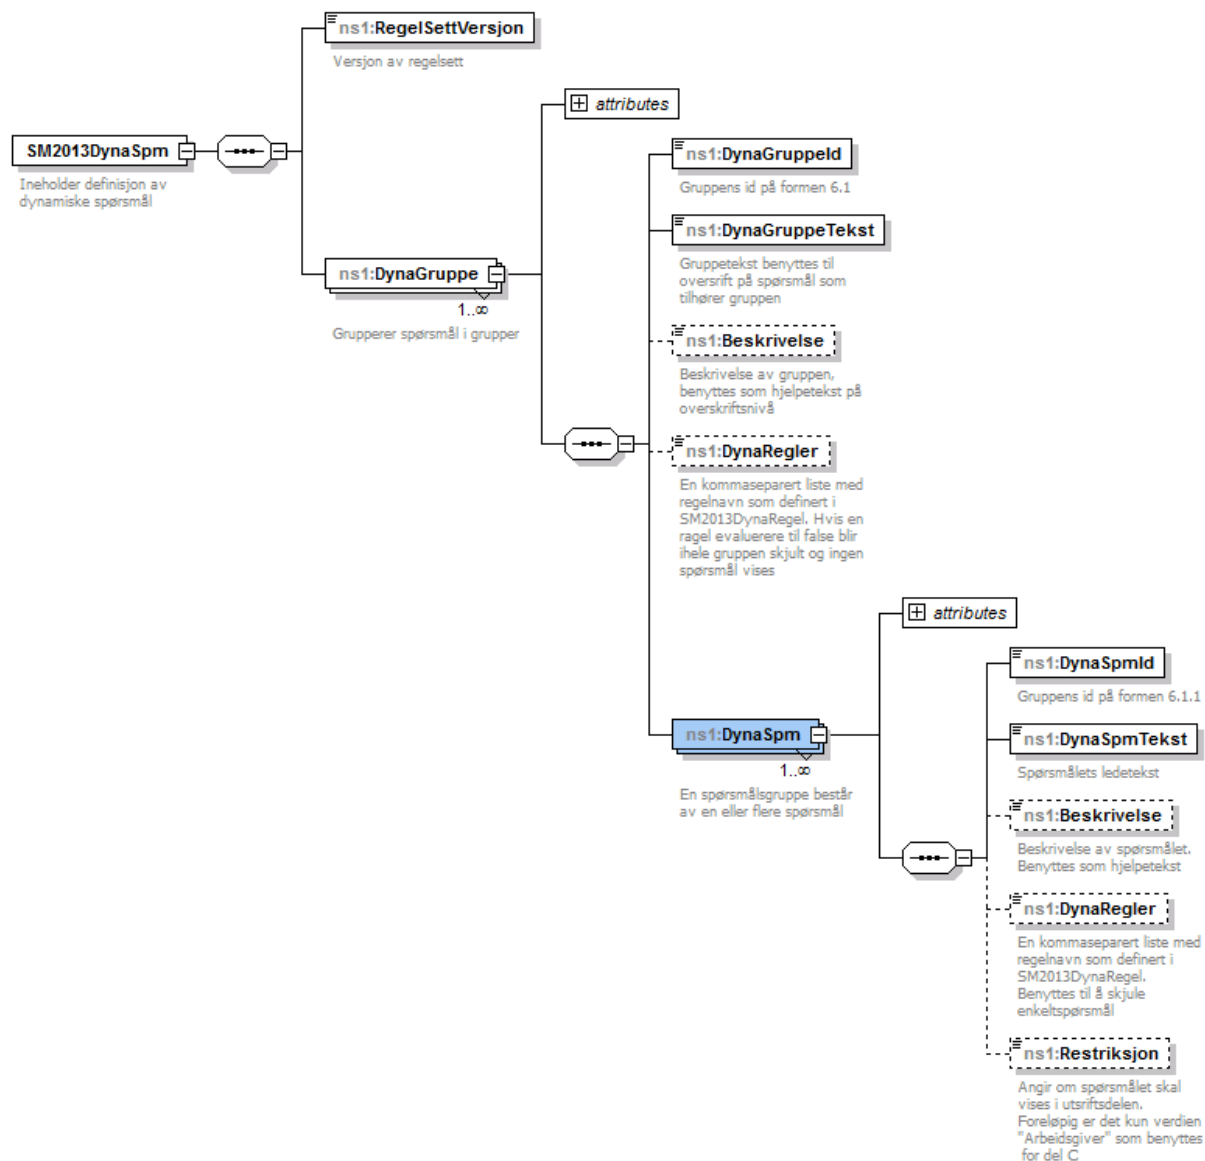 ns1:RegelSettVersjon
Versjon av regelsett
attributes
SM2013DynaSpm
Ineholder definisjon av
dynamiske spørsmål
ns1:DynaGruppeId
Gruppens id på formen 6.1
ns1:DynaGruppeTekst
Gruppetekst benyttes til
oversrift på spørsmål som
tilhører gruppen
ns1:DynaGruppe
1..∞
Grupperer spørsmål i grupper
ns1:Beskrivelse
Beskrivelse av gruppen,
benyttes som hjelpetekst på
overskriftsnivå
ns1:DynaRegler
En kommaseparert liste med
regelnavn som definert i
SM2013DynaRegel. Hvis en
ragel evaluerere til false blir
ihele gruppen skjult og ingen
spørsmål vises
attributes
ns1:DynaSpmId
Gruppens id på formen 6.1.1
ns1:DynaSpm
1..∞
En spørsmålsgruppe består
av en eller flere spørsmål
ns1:DynaSpmTekst
Spørsmålets ledetekst
ns1:Beskrivelse
Beskrivelse av spørsmålet.
Benyttes som hjelpetekst
ns1:DynaRegler
En kommaseparert liste med
regelnavn som definert i
SM2013DynaRegel.
Benyttes til å skjule
enkeltspørsmål
ns1:Restriksjon
Angir om spørsmålet skal
vises i utsriftsdelen.
Foreløpig er det kun verdien
"Arbeidsgiver" som benyttes
for del C